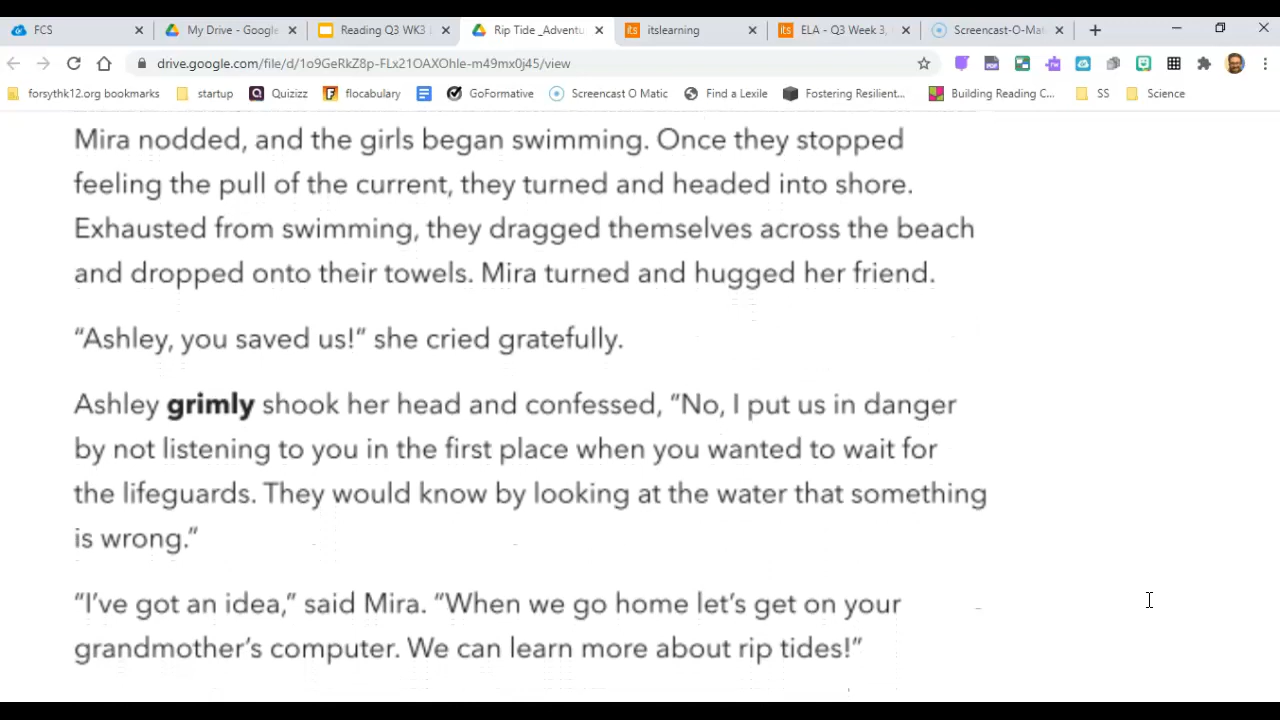 FCS
My Drive - Google
Reading Q3 WK3
Rip Tide _Adventu
itslearning
ELA - Q3 Week 3,
Screencast-O-Mat
drive.google.com/file/d/1o9GeRkZ8p-FLx21OAXOhle-m49mx0j45/view
forsythk12.org bookmarks
startup
Quizizz
flocabulary
GoFormative
Screencast O Matic
Find a Lexile
Fostering Resilient...
Building Reading C...
SS
Science
Mira nodded, and the girls began swimming. Once they stopped
feeling the pull of the current, they turned and headed into shore.
Exhausted from swimming, they dragged themselves across the beach
and dropped onto their towels. Mira turned and hugged her friend.
“Ashley, you saved us!” she cried gratefully.
Ashley grimly shook her head and confessed, “No, I put us in danger
by not listening to you in the first place when you wanted to wait for
the lifeguards. They would know by looking at the water that something
is wrong.”
“I’ve got an idea,” said Mira. “When we go home let’s get on your
grandmother’s computer. We can learn more about rip tides!”